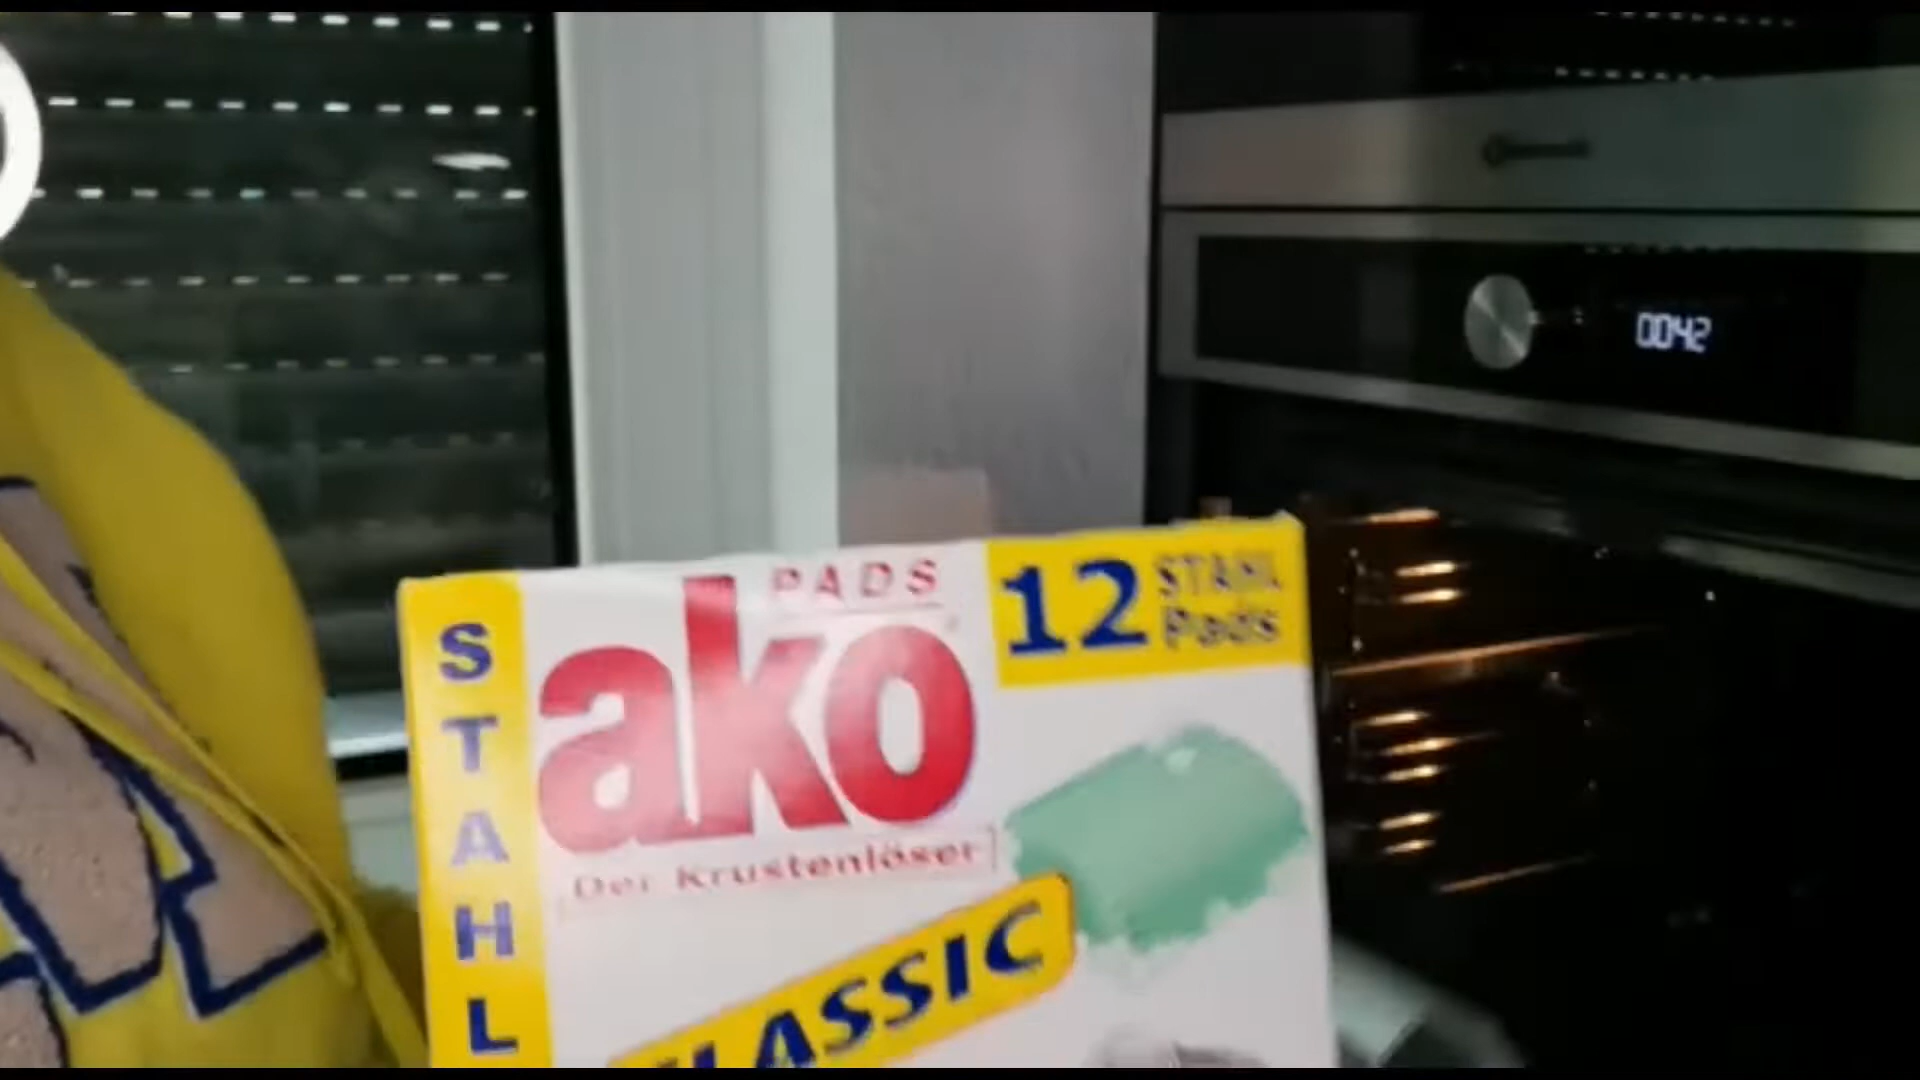 0042
PADS
ako
Der Krustenlöser
12 STAHL
Pads
STAHL
CLASSIC